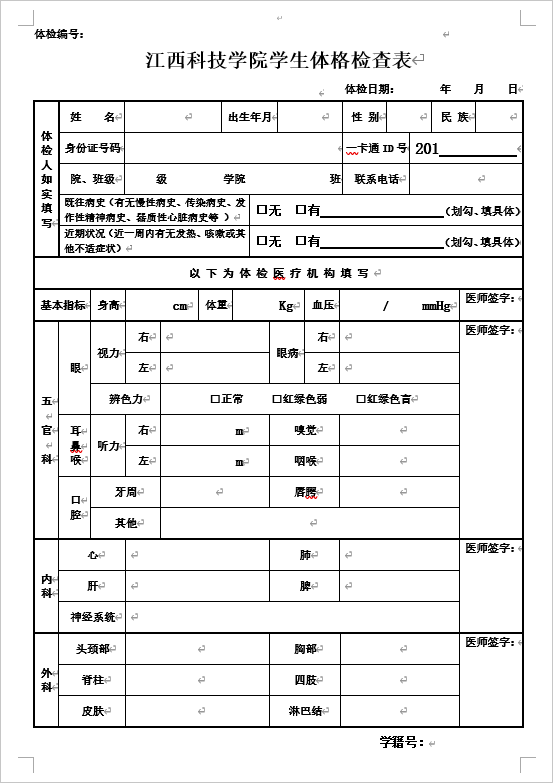 体检编号：
江西科技学院学生体格检查表
体检日期： 年 月 日
体检人如实填写
姓 名 出生年月 性 别 民 族
身份证号码 一卡通 ID 号 201
院、班级 级 学院 班 联系电话
既往病史（有无慢性病史、传染病史、发作性精神病史、器质性心脏病史等 ） □无 □有 （划勾、填具体）
近期状况（近一周内有无发热、咳嗽或其他不适症状） □无 □有 （划勾、填具体）
以 下 为 体 检 医 疗 机 构 填 写
基本指标 身高 cm 体重 Kg 血压 / mmHg 医师签字：
五官科
眼 视力 右 眼病 右 医师签字：
左 左
辨色力 □正常 □红绿色弱 □红绿色盲
耳鼻喉 听力 右 m 嗅觉
左 m 咽喉
口腔 牙周 唇腭
其他
内科
心 肺 医师签字：
肝 脾
神经系统
外科
头颈部 胸部 医师签字：
脊柱 四肢
皮肤 淋巴结
学籍号：